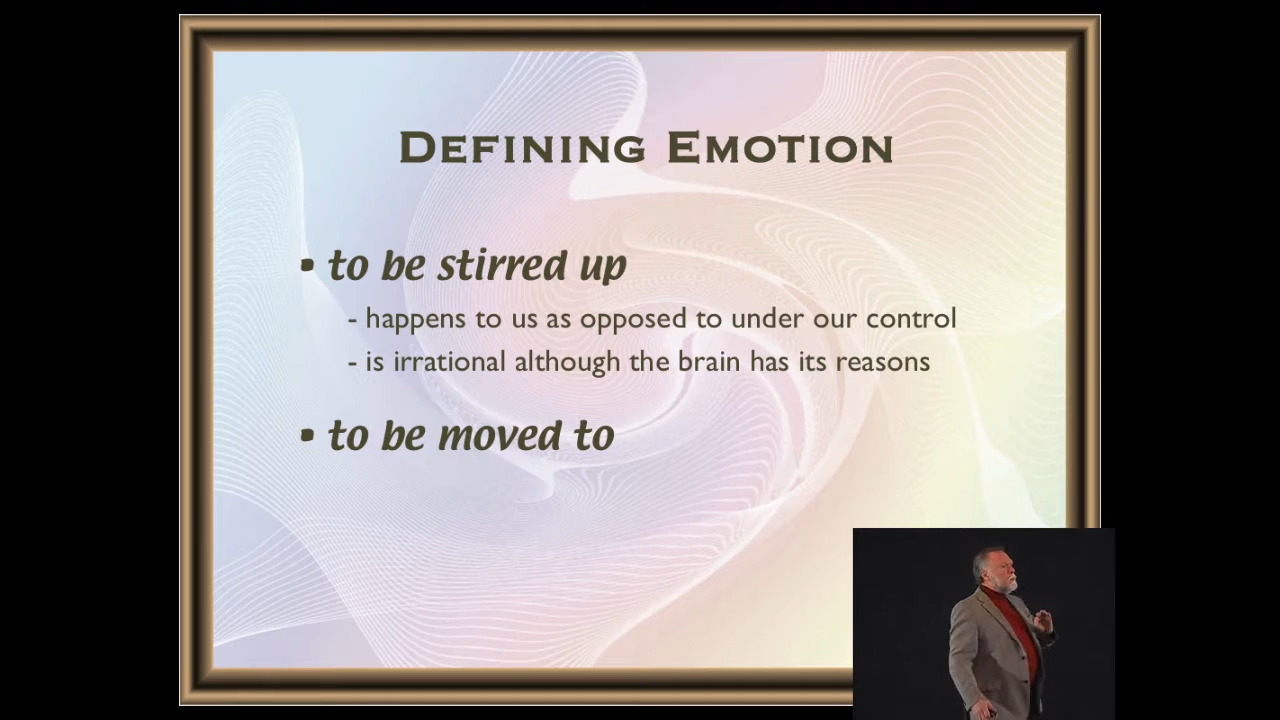 DEFINING EMOTION
• to be stirred up
- happens to us as opposed to under our control
- is irrational although the brain has its reasons
• to be moved to